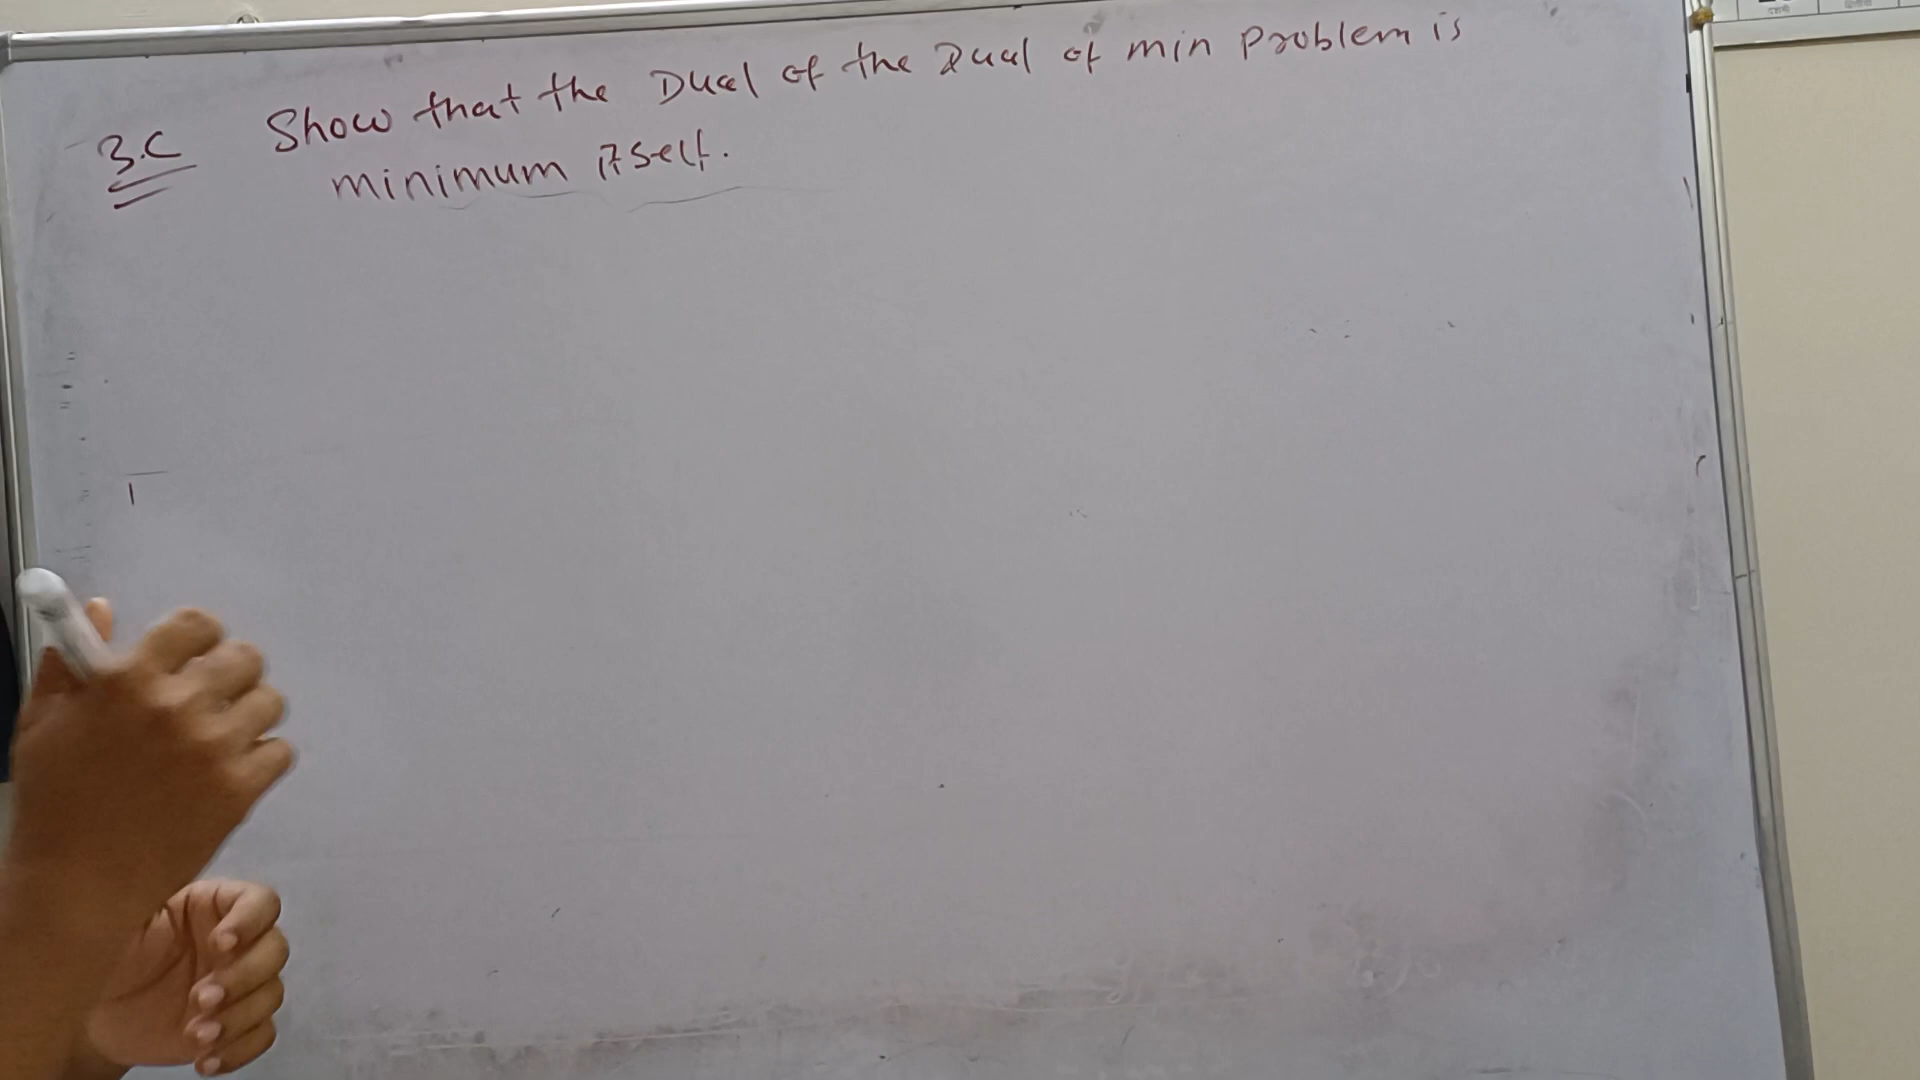 3.C Show that the Dual of the Dual of min problem is
minimum itself.